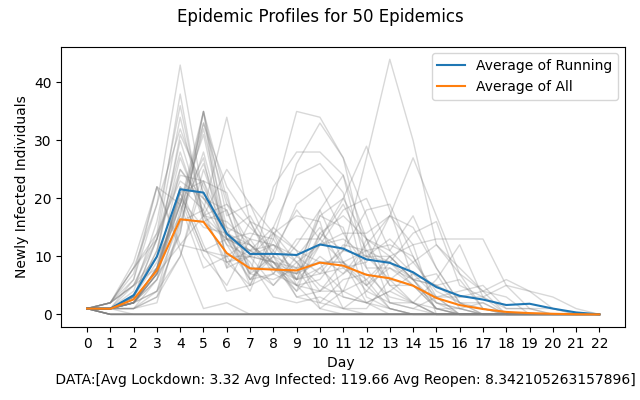 Epidemic Profiles for 50 Epidemics
Average of Running
Average of All
Newly Infected Individuals
40
30
20
10
0
0 1 2 3 4 5 6 7 8 9 10 11 12 13 14 15 16 17 18 19 20 21 22
Day
DATA:[Avg Lockdown: 3.32 Avg Infected: 119.66 Avg Reopen: 8.342105263157896]